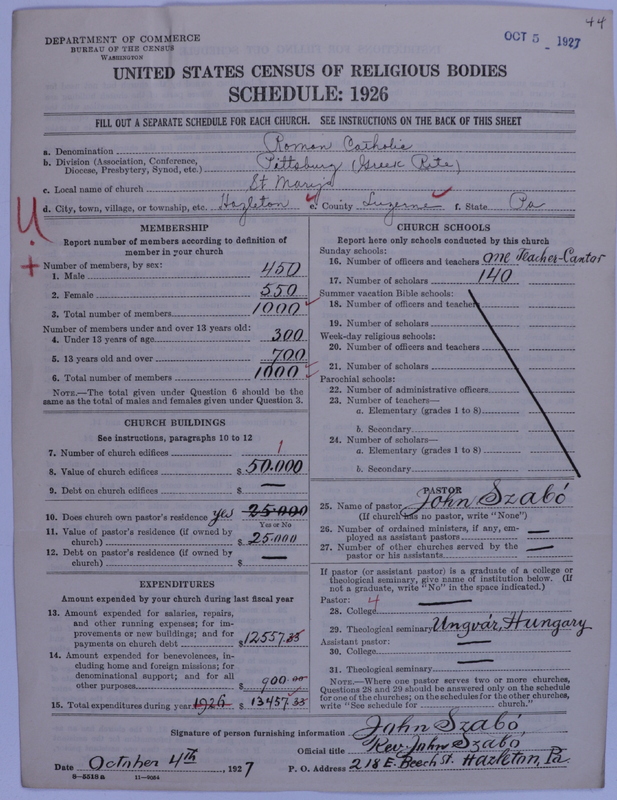 44
OCT 5 1927
DEPARTMENT OF COMMERCE
BUREAU OF THE CENSUS
WASHINGTON
UNITED STATES CENSUS OF RELIGIOUS BODIES
SCHEDULE: 1926
FILL OUT A SEPARATE SCHEDULE FOR EACH CHURCH. SEE INSTRUCTIONS ON THE BACK OF THIS SHEET
a. Denomination Roman Catholic
b. Division (Association, Conference, Diocese, Presbytery, Synod, etc.) Pittsburg (Greek Rite)
c. Local name of church St Mary's
d. City, town, village, or township, etc. Hazleton e. County Luzerne f. State Pa
U.
+
MEMBERSHIP
Report number of members according to definition of
member in your church
Number of members, by sex:
1. Male 450
2. Female 550
3. Total number of members 1000
Number of members under and over 13 years old:
4. Under 13 years of age 300
5. 13 years old and over 700
6. Total number of members 1000
NOTE.—The total given under Question 6 should be
same as the total of males and females given under Question 3.
CHURCH BUILDINGS
See instructions, paragraphs 10 to 12
7. Number of church edifices 1
8. Value of church edifices $ 50.000
9. Debt on church edifices $ —
10. Does church own pastor's residence yes 25.000
Yes or No
11. Value of pastor's residence (if owned by
church) $ 25.000
12. Debt on pastor's residence (if owned by
church) $ —
EXPENDITURES
Amount expended by your church during last fiscal year
13. Amount expended for salaries, repairs,
and other running expenses; for im-
provements or new buildings; and for
payments on church debt $ 12557.35
14. Amount expended for benevolences, in-
cluding home and foreign missions; for
denominational support; and for all
other purposes $ 900.00
15. Total expenditures during year 1926 $ 13457.35
CHURCH SCHOOLS
Report here only schools conducted by this church
Sunday schools:
16. Number of officers and teachers one Teacher-Cantor
17. Number of scholars 140
Summer vacation Bible schools:
18. Number of officers and teachers
19. Number of scholars
Week-day religious schools:
20. Number of officers and teachers
21. Number of scholars
Parochial schools:
22. Number of administrative officers
23. Number of teachers—
a. Elementary (grades 1 to 8)
b. Secondary
24. Number of scholars—
a. Elementary (grades 1 to 8)
b. Secondary
PASTOR
25. Name of pastor John Szabó
(If church has no pastor, write "None")
26. Number of ordained ministers, if any, em-
ployed as assistant pastors —
27. Number of other churches served by the
pastor or his assistants —
If pastor (or assistant pastor) is a graduate of a college or
theological seminary, give name of institution below. (If
not a graduate, write "No" in the space indicated.)
Pastor: 4
28. College —
29. Theological seminary Ungvár, Hungary
Assistant pastor: —
30. College —
31. Theological seminary
NOTE.—Where one pastor serves two or more churches,
Questions 28 and 29 should be answered only on the schedule
for one of the churches; on the schedules for the other churches,
write "See schedule for church."
Signature of person furnishing information John Szabó
Official title Rev. John Szabó
Date October 4th, 1927 P. O. Address 218 E. Beech St. Hazleton, Pa.
8—5518a 11—9084